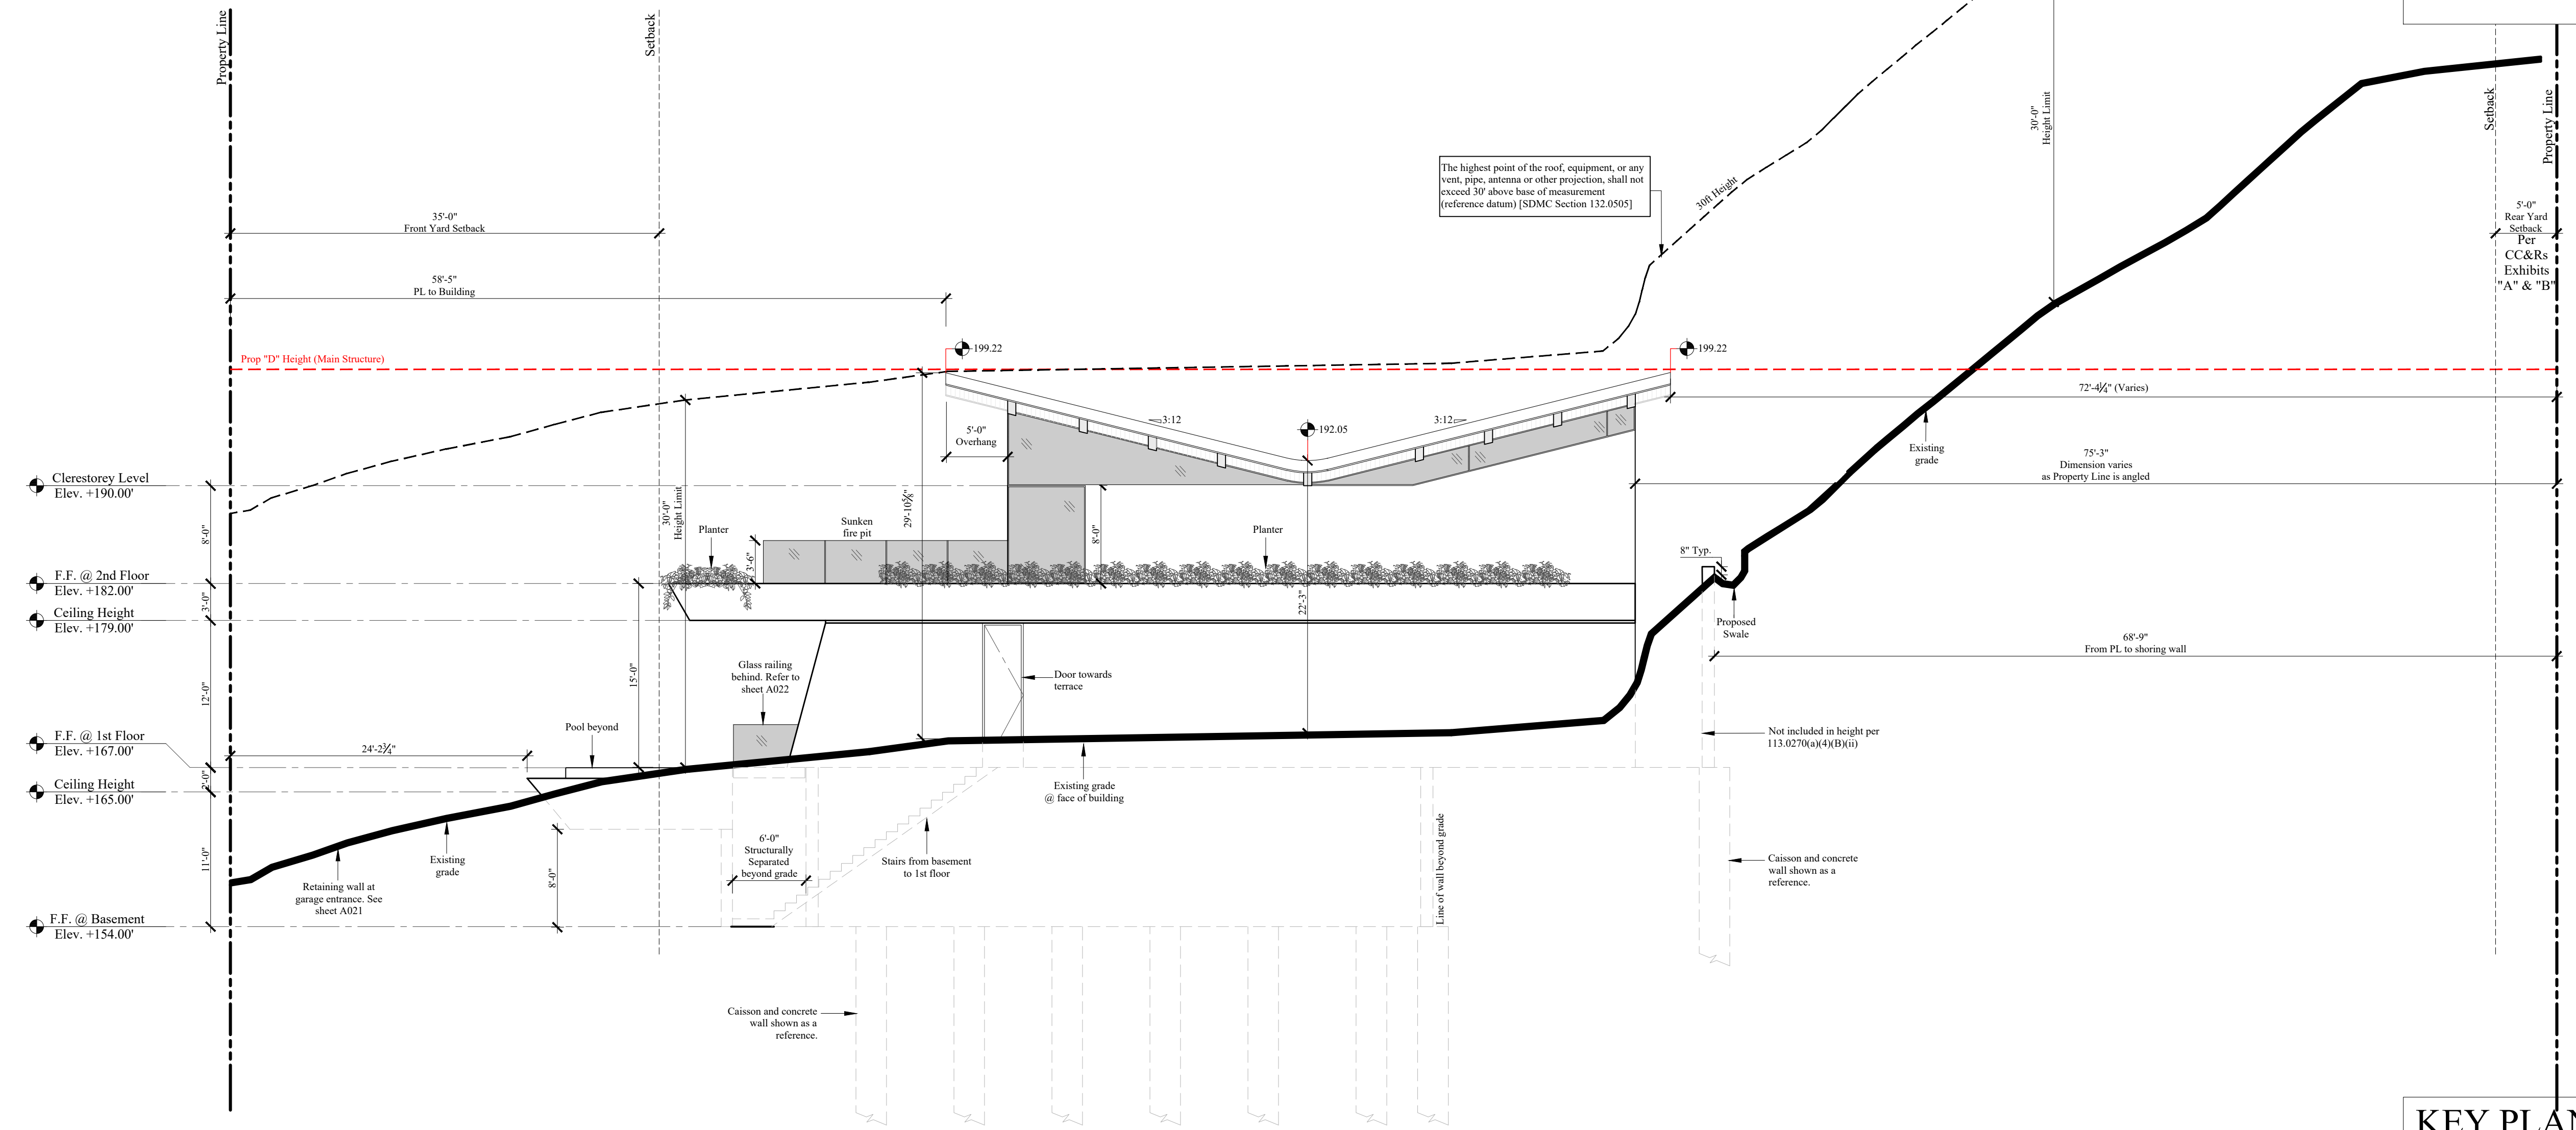 Property Line
Setback
35'-0"
Front Yard Setback
58'-5"
PL to Building
Prop "D" Height (Main Structure)
199.22
The highest point of the roof, equipment, or any
vent, pipe, antenna or other projection, shall not
exceed 30' above base of measurement
(reference datum) [SDMC Section 132.0505]
30ft Height
30'-0"
Height Limit
Setback
Property Line
5'-0"
Rear Yard
Setback
Per
CC&Rs
Exhibits
"A" & "B"
199.22
72'-4¼" (Varies)
3:12
3:12
192.05
5'-0"
Overhang
Existing
grade
75'-3"
Dimension varies
as Property Line is angled
Clerestorey Level
Elev. +190.00'
8'-0"
30'-0"
Height Limit
Planter
Sunken
fire pit
3'-6"
29'-10⅝"
8'-0"
Planter
8" Typ.
F.F. @ 2nd Floor
Elev. +182.00'
3'-0"
22'-3"
Ceiling Height
Elev. +179.00'
Proposed
Swale
68'-9"
From PL to shoring wall
12'-0"
15'-0"
Glass railing
behind. Refer to
sheet A022
Door towards
terrace
Pool beyond
F.F. @ 1st Floor
Elev. +167.00'
24'-2¾"
Not included in height per
113.0270(a)(4)(B)(ii)
2'-0"
Ceiling Height
Elev. +165.00'
Existing grade
@ face of building
11'-0"
Existing
grade
Retaining wall at
garage entrance. See
sheet A021
8'-0"
6'-0"
Structurally
Separated
beyond grade
Stairs from basement
to 1st floor
Line of wall beyond grade
Caisson and concrete
wall shown as a
reference.
F.F. @ Basement
Elev. +154.00'
Caisson and concrete
wall shown as a
reference.
KEY PLAN